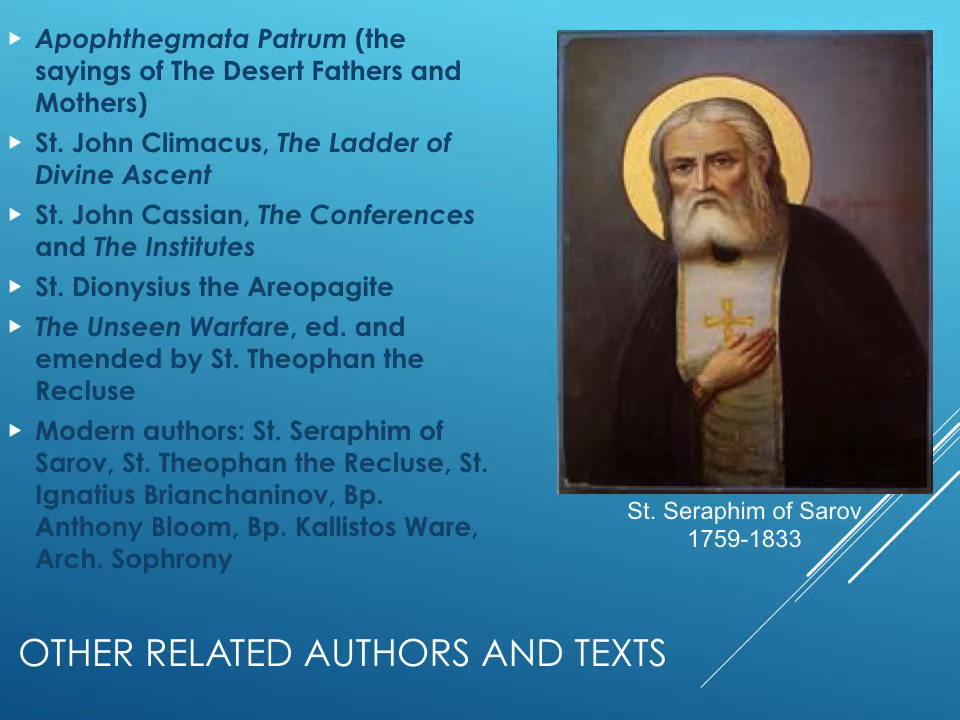 Apophthegmata Patrum (the
sayings of The Desert Fathers and
Mothers)
St. John Climacus, The Ladder of
Divine Ascent
St. John Cassian, The Conferences
and The Institutes
St. Dionysius the Areopagite
The Unseen Warfare, ed. and
emended by St. Theophan the
Recluse
Modern authors: St. Seraphim of
Sarov, St. Theophan the Recluse, St.
Ignatius Brianchaninov, Bp.
Anthony Bloom, Bp. Kallistos Ware,
Arch. Sophrony
St. Seraphim of Sarov
1759-1833
OTHER RELATED AUTHORS AND TEXTS